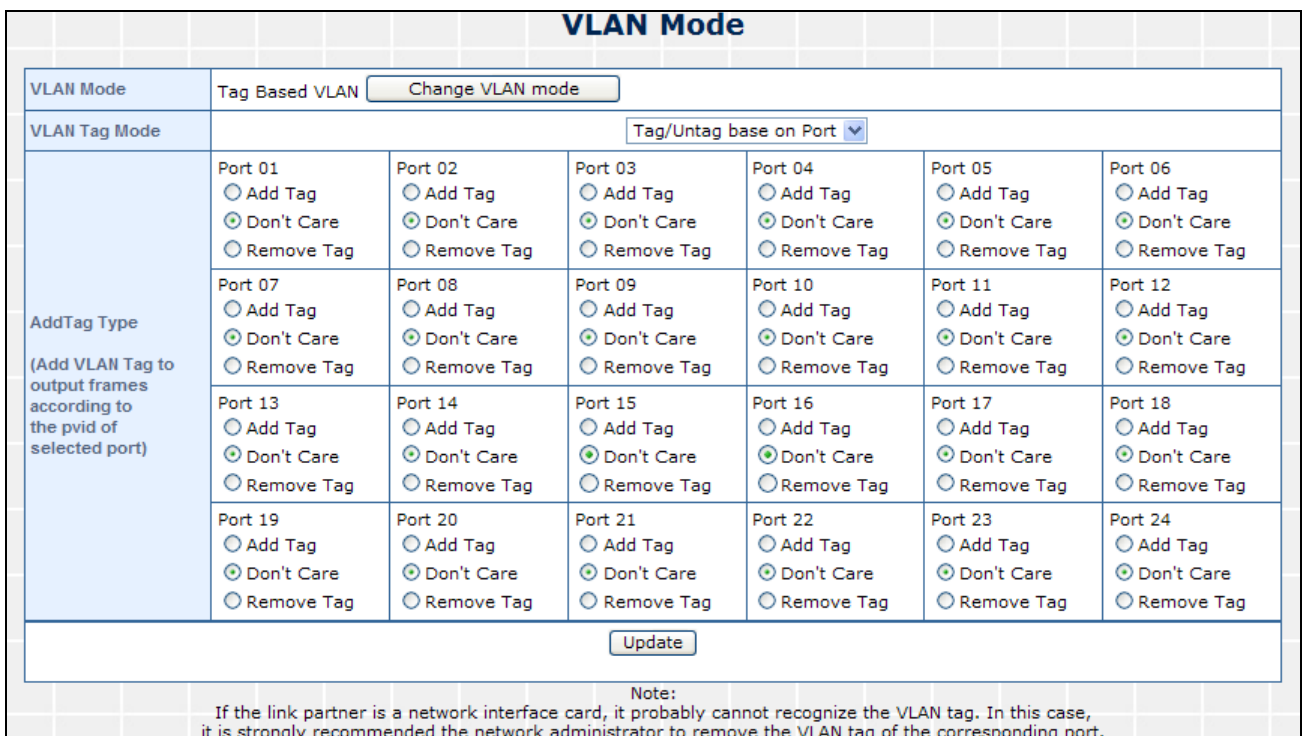 VLAN Mode
VLAN Mode Tag Based VLAN Change VLAN mode
VLAN Tag Mode Tag/Untag base on Port
AddTag Type
(Add VLAN Tag to
output frames
according to
the pvid of
selected port)
Port 01 Port 02 Port 03 Port 04 Port 05 Port 06
Add Tag Add Tag Add Tag Add Tag Add Tag Add Tag
Don't Care Don't Care Don't Care Don't Care Don't Care Don't Care
Remove Tag Remove Tag Remove Tag Remove Tag Remove Tag Remove Tag
Port 07 Port 08 Port 09 Port 10 Port 11 Port 12
Add Tag Add Tag Add Tag Add Tag Add Tag Add Tag
Don't Care Don't Care Don't Care Don't Care Don't Care Don't Care
Remove Tag Remove Tag Remove Tag Remove Tag Remove Tag Remove Tag
Port 13 Port 14 Port 15 Port 16 Port 17 Port 18
Add Tag Add Tag Add Tag Add Tag Add Tag Add Tag
Don't Care Don't Care Don't Care Don't Care Don't Care Don't Care
Remove Tag Remove Tag Remove Tag Remove Tag Remove Tag Remove Tag
Port 19 Port 20 Port 21 Port 22 Port 23 Port 24
Add Tag Add Tag Add Tag Add Tag Add Tag Add Tag
Don't Care Don't Care Don't Care Don't Care Don't Care Don't Care
Remove Tag Remove Tag Remove Tag Remove Tag Remove Tag Remove Tag
Update
Note:
If the link partner is a network interface card, it probably cannot recognize the VLAN tag. In this case,
it is strongly recommended the network administrator to remove the VLAN tag of the corresponding port.